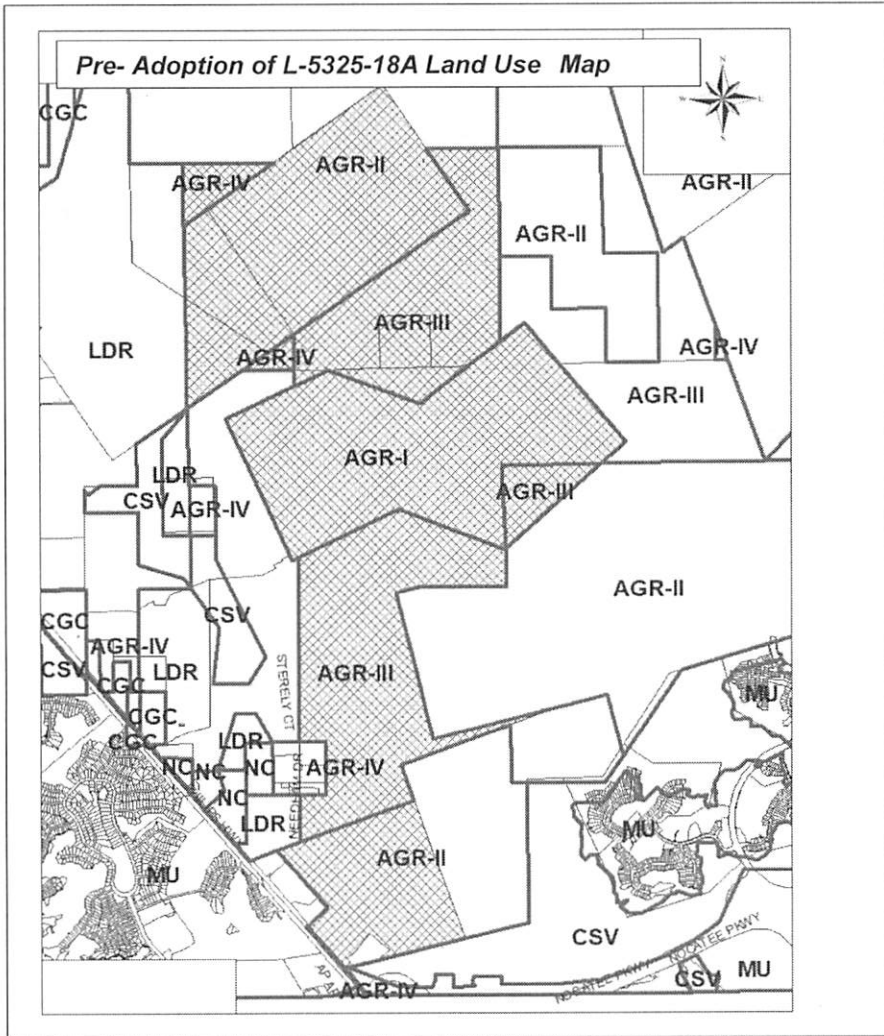 Pre- Adoption of L-5325-18A Land Use Map
N
W
E
S
CGC
AGR-IV
AGR-II
AGR-II
AGR-II
AGR-III
LDR
AGR-IV
AGR-IV
AGR-III
AGR-I
LDR
AGR-III
CSV
AGR-IV
AGR-II
CGC
CSV
AGR-IV
STERELY CT
CSV
LDR
AGR-III
MU
CGC
CGC
CGC
LDR
NC
NC
NC
AGR-IV
NC
LDR
MU
AGR-II
MU
CSV
NOCATEE PKWY
NOCATEE PKWY
CSV
MU
AGR-IV